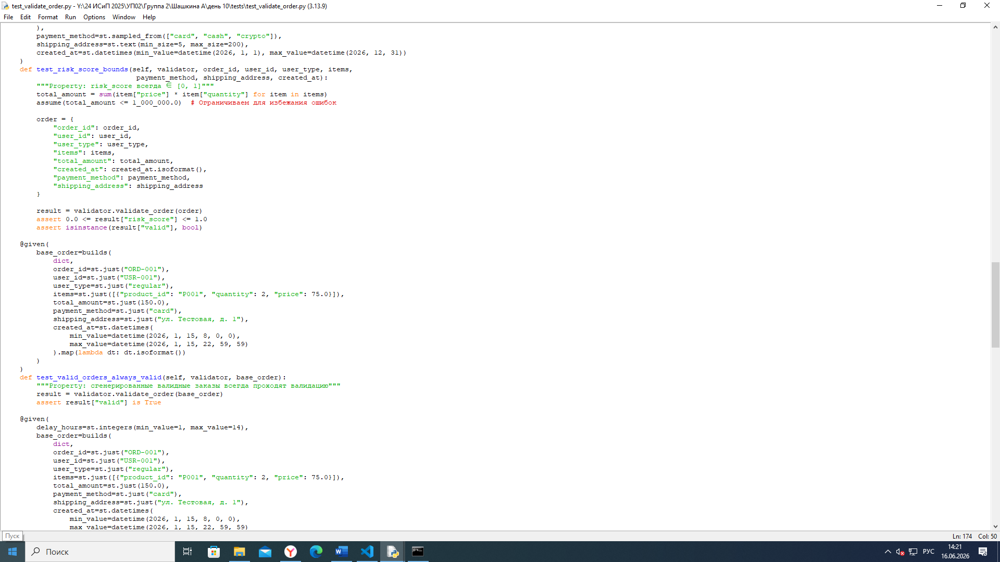 test_validate_order.py - Y:\24 ИСиП 2025\УП02\Группа 2\Шашкина А\день 10\tests\test_validate_order.py (3.13.9)
File Edit Format Run Options Window Help
        ),
        payment_method=st.sampled_from(["card", "cash", "crypto"]),
        shipping_address=st.text(min_size=5, max_size=200),
        created_at=st.datetimes(min_value=datetime(2026, 1, 1), max_value=datetime(2026, 12, 31))
    )
    def test_risk_score_bounds(self, validator, order_id, user_id, user_type, items,
                                payment_method, shipping_address, created_at):
        """Property: risk_score всегда ∈ [0, 1]"""
        total_amount = sum(item["price"] * item["quantity"] for item in items)
        assume(total_amount <= 1_000_000.0)  # Ограничиваем для избежания ошибок
        order = {
            "order_id": order_id,
            "user_id": user_id,
            "user_type": user_type,
            "items": items,
            "total_amount": total_amount,
            "created_at": created_at.isoformat(),
            "payment_method": payment_method,
            "shipping_address": shipping_address
        }
        result = validator.validate_order(order)
        assert 0.0 <= result["risk_score"] <= 1.0
        assert isinstance(result["valid"], bool)
    @given(
        base_order=builds(
            dict,
            order_id=st.just("ORD-001"),
            user_id=st.just("USR-001"),
            user_type=st.just("regular"),
            items=st.just([{"product_id": "P001", "quantity": 2, "price": 75.0}]),
            total_amount=st.just(150.0),
            payment_method=st.just("card"),
            shipping_address=st.just("ул. Тестовая, д. 1"),
            created_at=st.datetimes(
                min_value=datetime(2026, 1, 15, 8, 0, 0),
                max_value=datetime(2026, 1, 15, 22, 59, 59)
            ).map(lambda dt: dt.isoformat())
        )
    )
    def test_valid_orders_always_valid(self, validator, base_order):
        """Property: сгенерированные валидные заказы всегда проходят валидацию"""
        result = validator.validate_order(base_order)
        assert result["valid"] is True
    @given(
        delay_hours=st.integers(min_value=1, max_value=14),
        base_order=builds(
            dict,
            order_id=st.just("ORD-001"),
            user_id=st.just("USR-001"),
            user_type=st.just("regular"),
            items=st.just([{"product_id": "P001", "quantity": 2, "price": 75.0}]),
            total_amount=st.just(150.0),
            payment_method=st.just("card"),
            shipping_address=st.just("ул. Тестовая, д. 1"),
            created_at=st.datetimes(
                min_value=datetime(2026, 1, 15, 8, 0, 0),
                max_value=datetime(2026, 1, 15, 22, 59, 59)
Пуск
Ln: 174 Col: 50
Поиск
РУС
14:21
16.06.2026